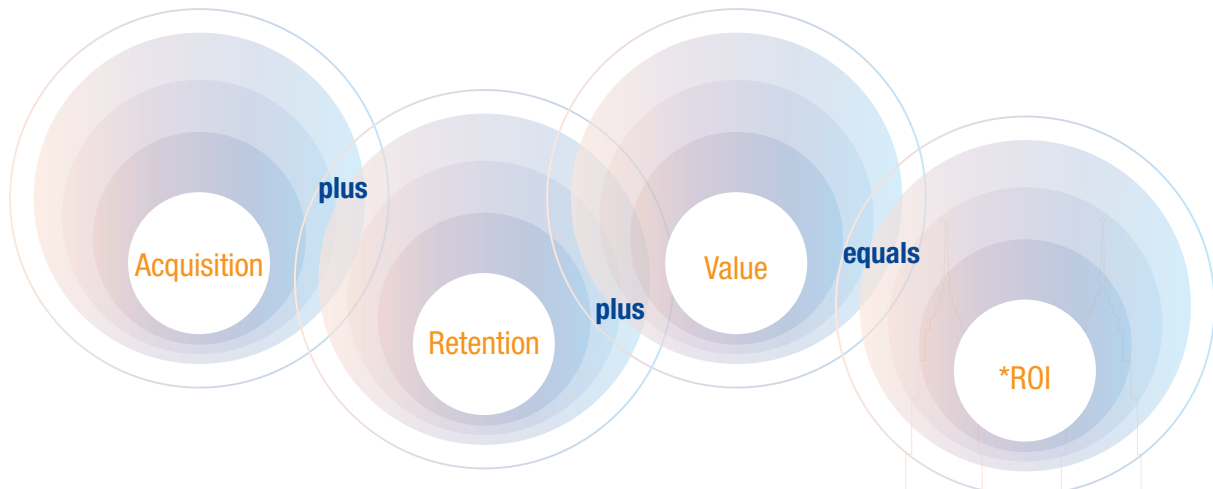 Acquisition
plus
Retention
plus
Value
equals
*ROI